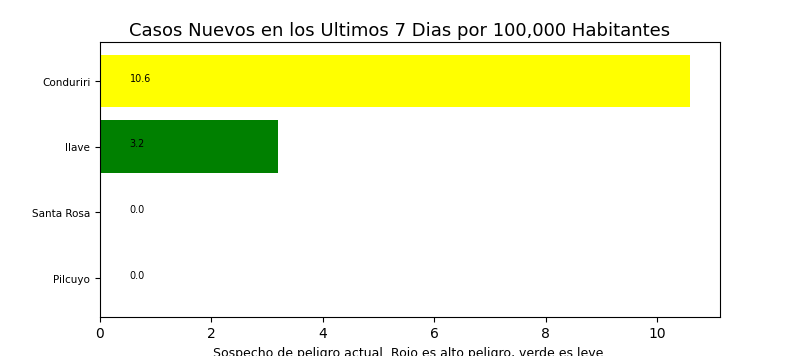 Casos Nuevos en los Ultimos 7 Dias por 100,000 Habitantes
Conduriri 10.6
Ilave 3.2
Santa Rosa 0.0
Pilcuyo 0.0
0 2 4 6 8 10
Sospecho de peligro actual. Rojo es alto peligro, verde es leve